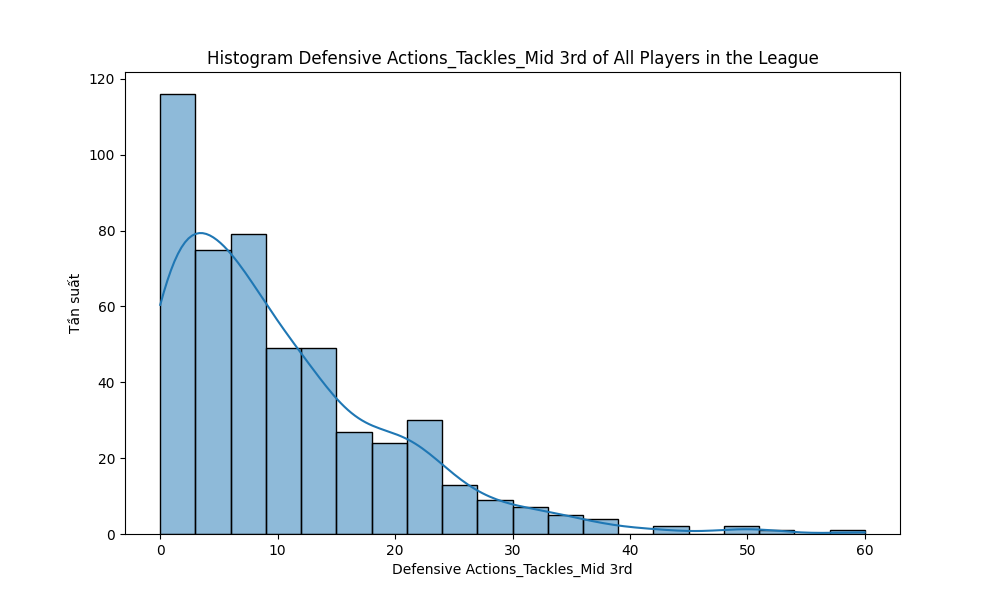 Histogram Defensive Actions_Tackles_Mid 3rd of All Players in the League
120
100
80
60
40
20
0
Tần suất
0 10 20 30 40 50 60
Defensive Actions_Tackles_Mid 3rd